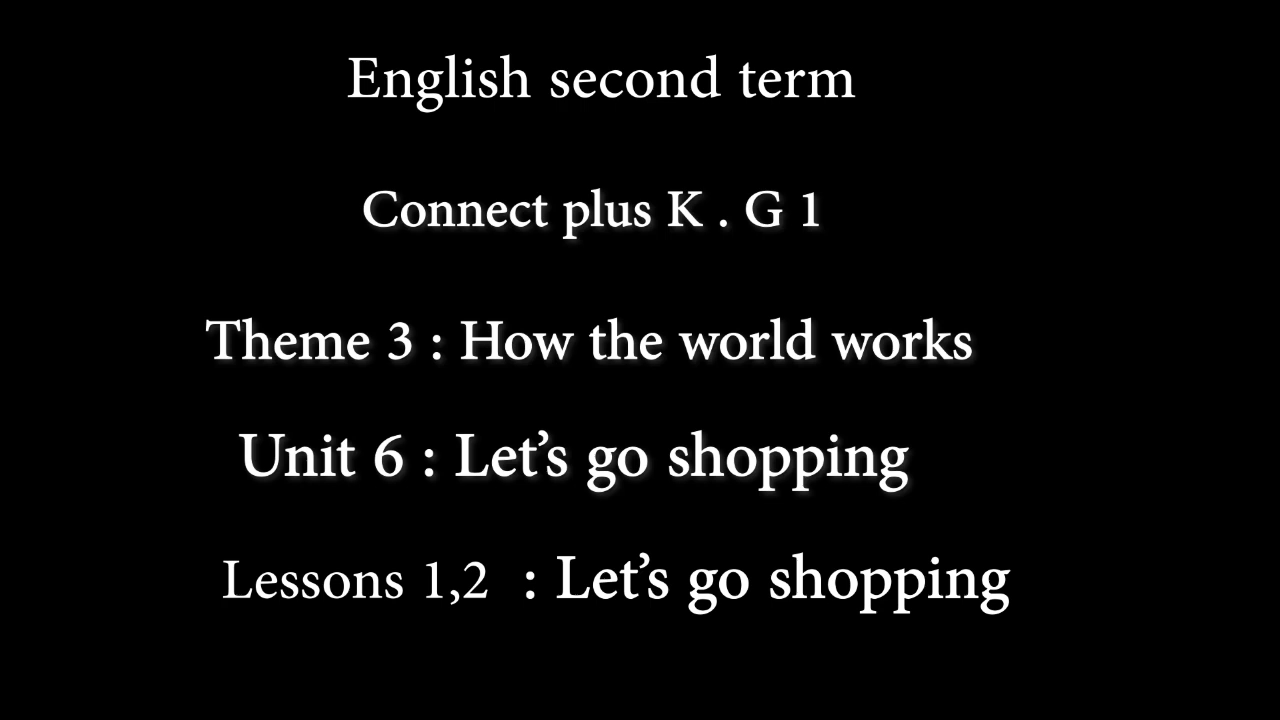 English second term
Connect plus K . G 1
Theme 3 : How the world works
Unit 6 : Let’s go shopping
Lessons 1,2 : Let’s go shopping